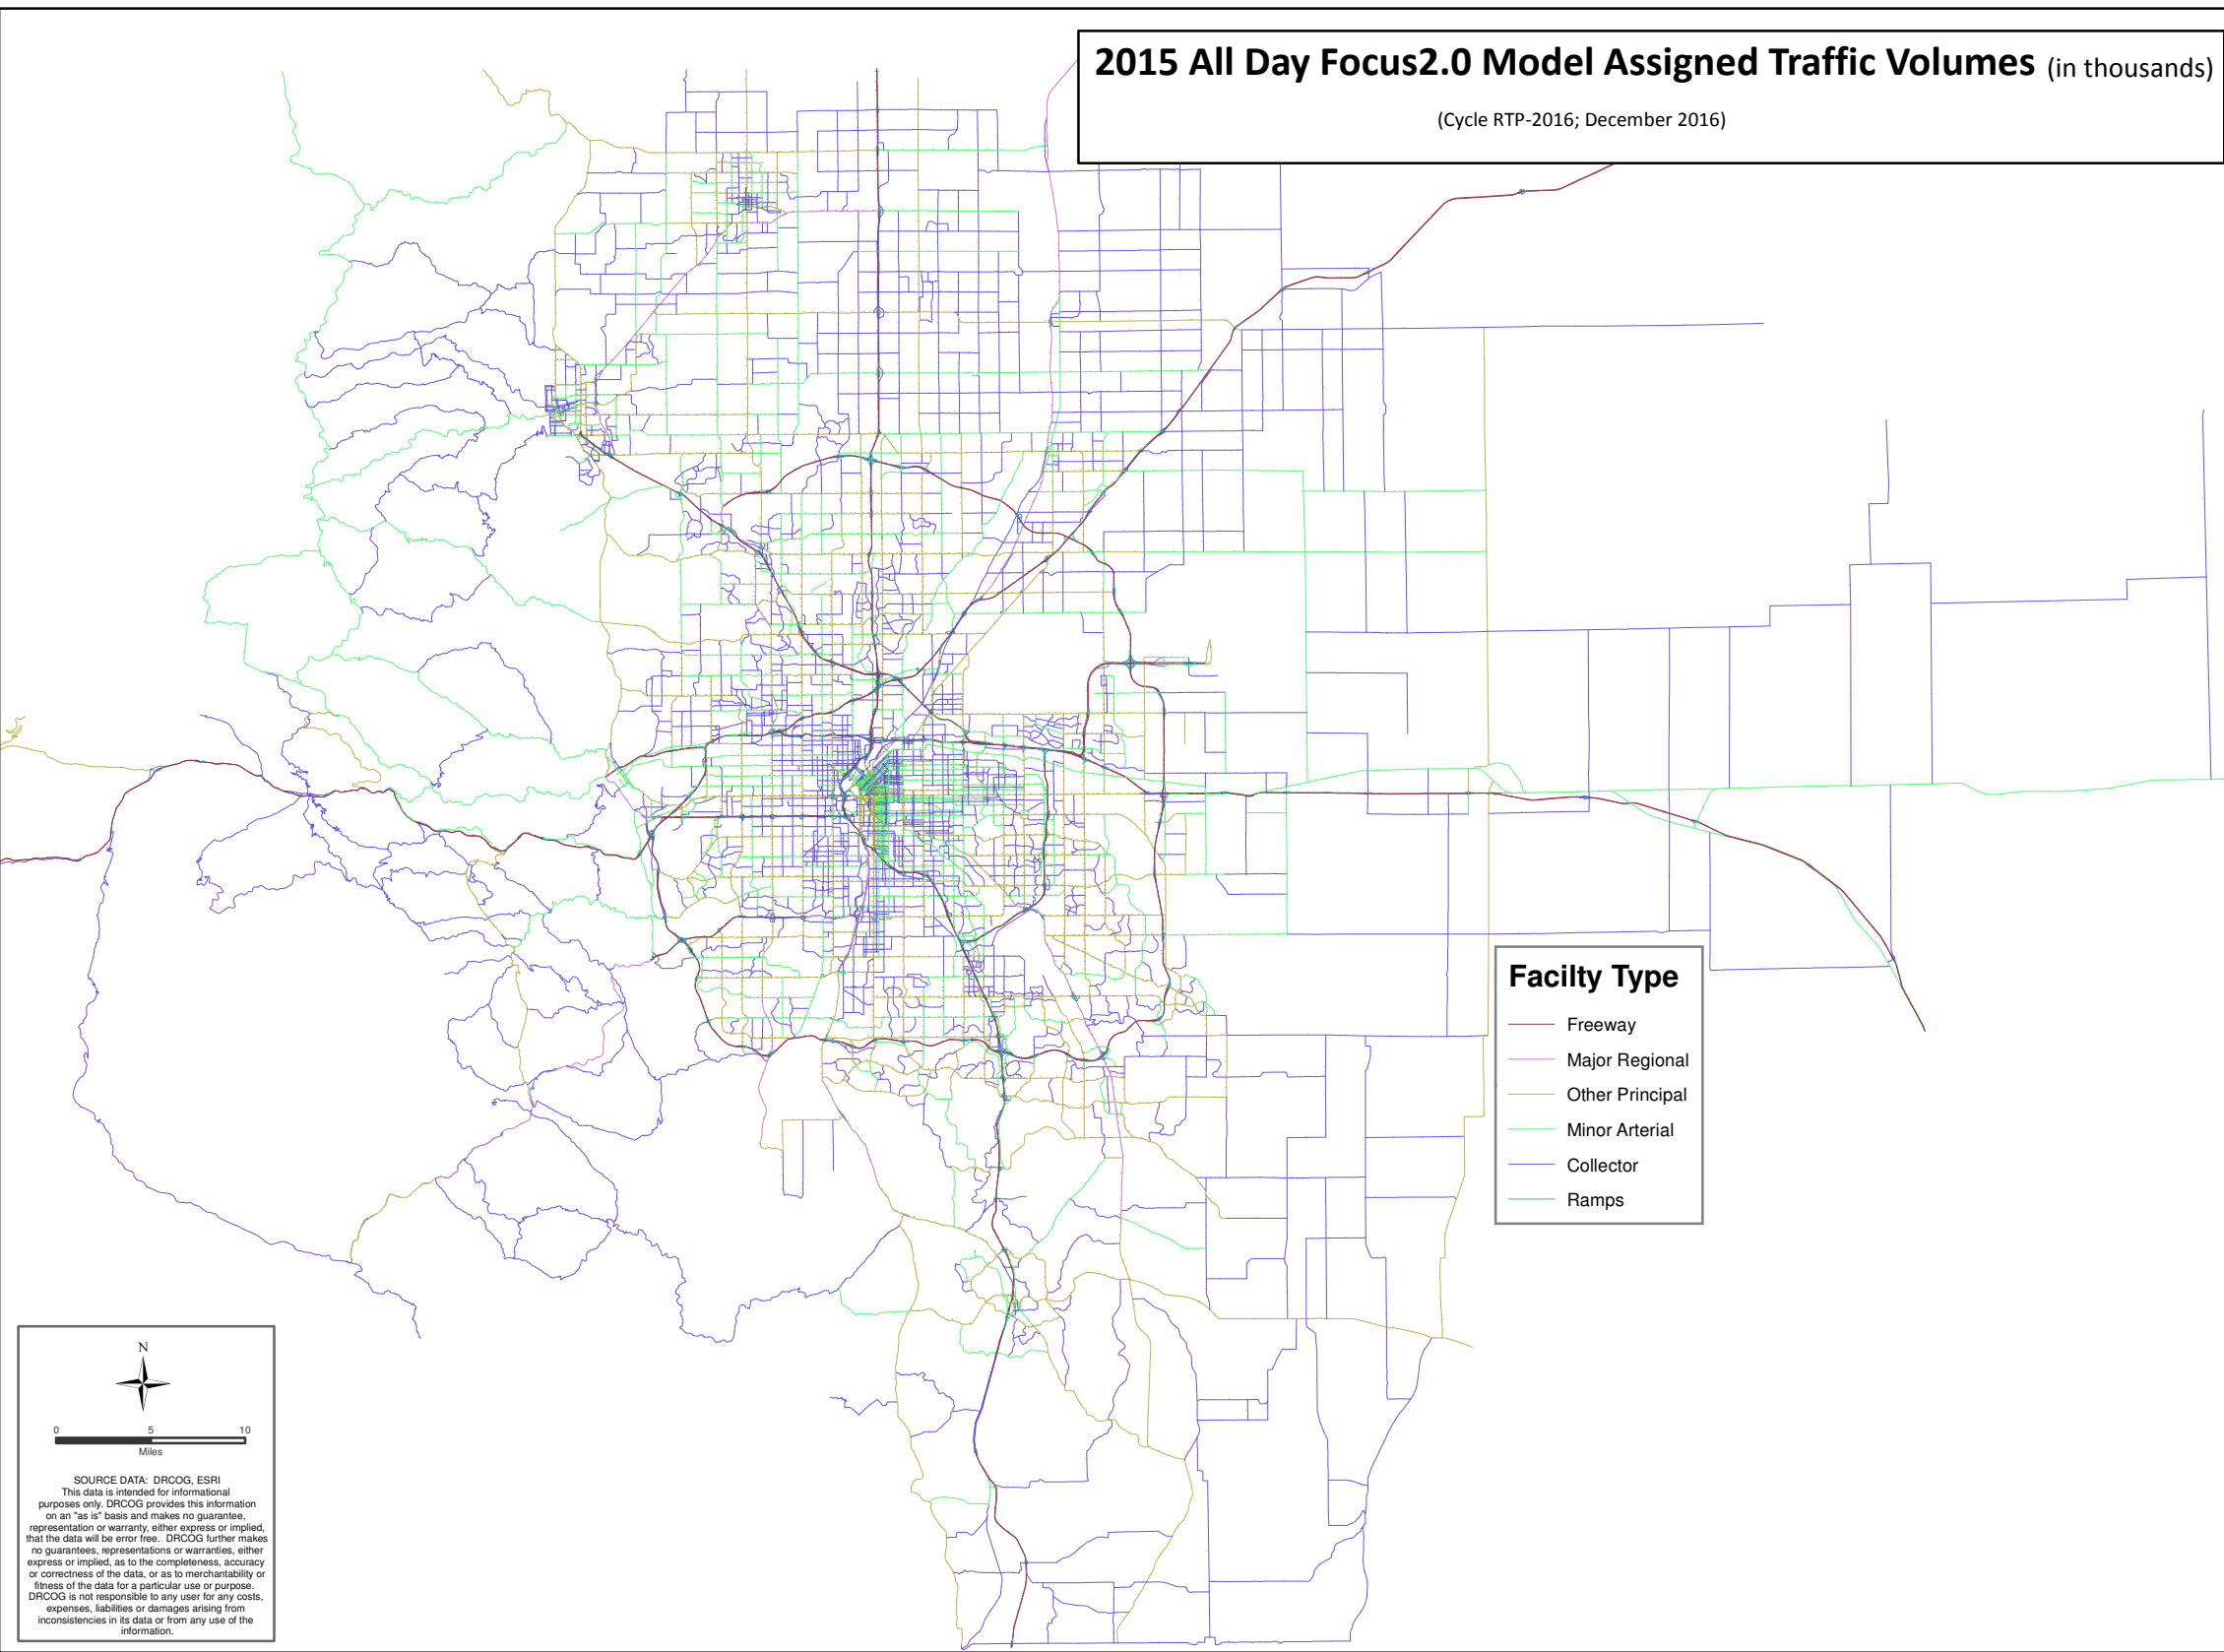 2015 All Day Focus2.0 Model Assigned Traffic Volumes (in thousands)
(Cycle RTP-2016; December 2016)
Facilty Type
Freeway
Major Regional
Other Principal
Minor Arterial
Collector
Ramps
N
0 5 10
Miles
SOURCE DATA: DRCOG, ESRI
This data is intended for informational
purposes only. DRCOG provides this information
on an "as is" basis and makes no guarantee,
representation or warranty, either express or implied,
that the data will be error free. DRCOG further makes
no guarantees, representations or warranties, either
express or implied, as to the completeness, accuracy
or correctness of the data, or as to merchantability or
fitness of the data for a particular use or purpose.
DRCOG is not responsible to any user for any costs,
expenses, liabilities or damages arising from
inconsistencies in its data or from any use of the
information.